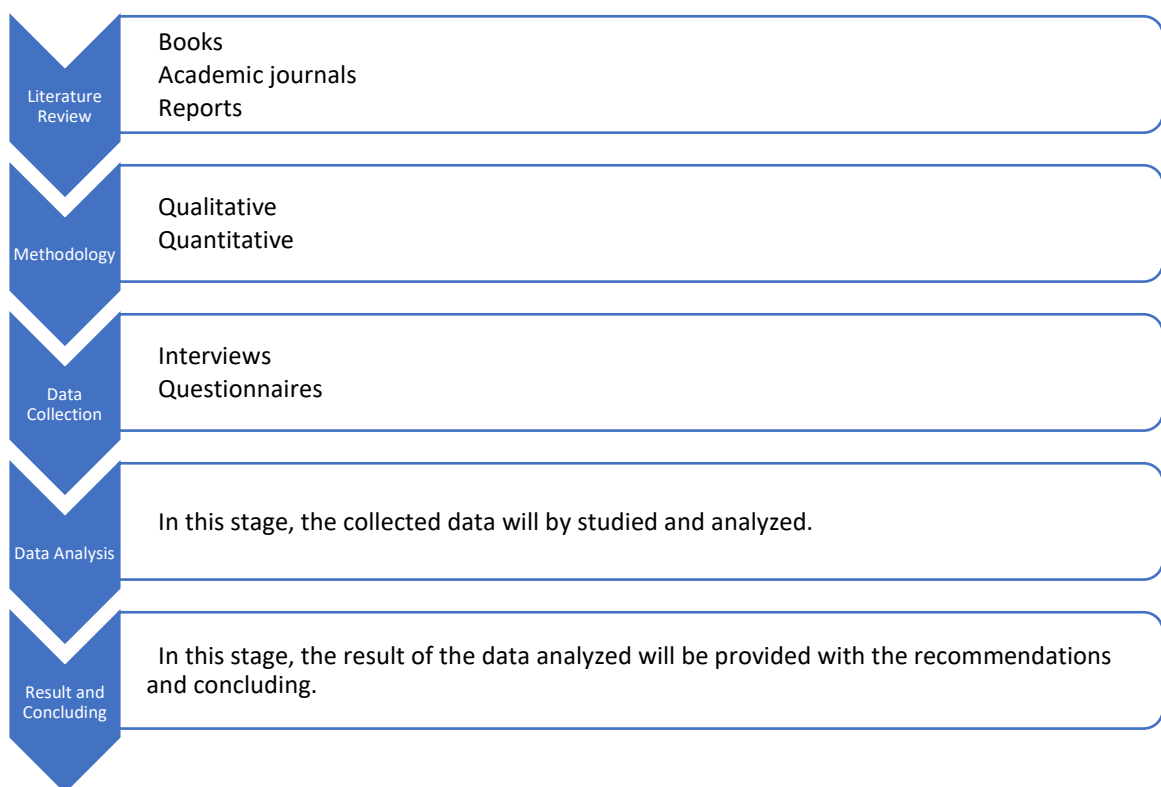 Literature
Review
Books
Academic journals
Reports
Methodology
Qualitative
Quantitative
Data
Collection
Interviews
Questionnaires
Data Analysis
In this stage, the collected data will by studied and analyzed.
Result and
Concluding
In this stage, the result of the data analyzed will be provided with the recommendations
and concluding.